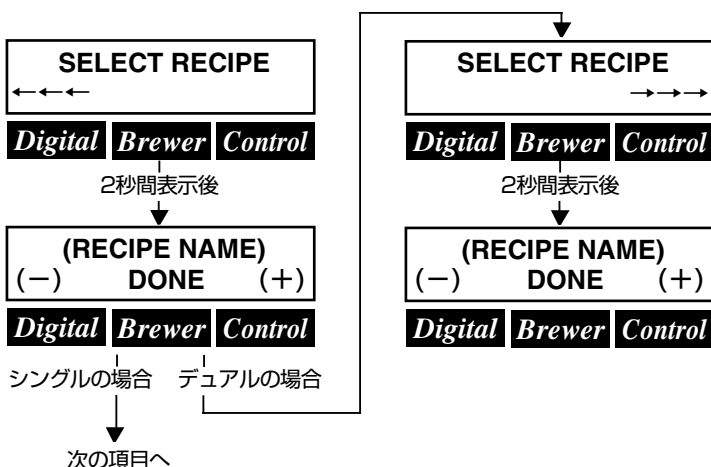 SELECT RECIPE
←←←
Digital Brewer Control
2秒間表示後
(RECIPE NAME)
(−) DONE (+)
Digital Brewer Control
シングルの場合 デュアルの場合
次の項目へ
SELECT RECIPE
→→→
Digital Brewer Control
2秒間表示後
(RECIPE NAME)
(−) DONE (+)
Digital Brewer Control